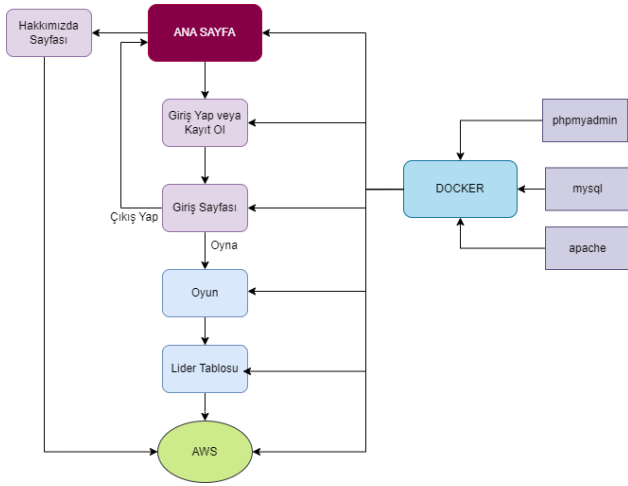 Hakkımızda
Sayfası
ANA SAYFA
Giriş Yap veya
Kayıt Ol
phpmyadmin
DOCKER
mysql
Giriş Sayfası
Çıkış Yap
Oyna
apache
Oyun
Lider Tablosu
AWS